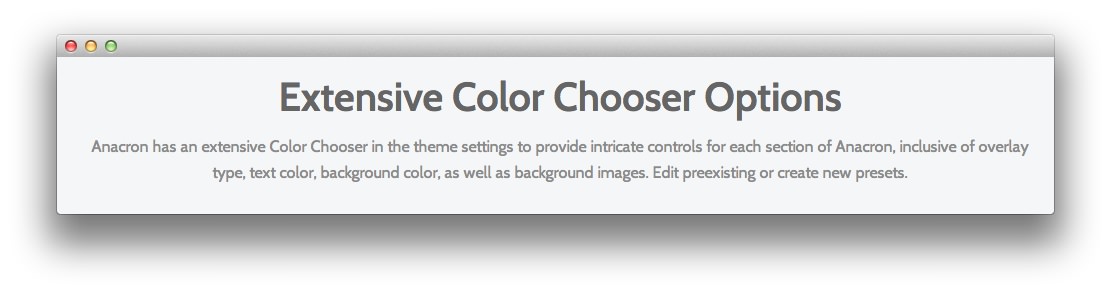 Extensive Color Chooser Options
Anacron has an extensive Color Chooser in the theme settings to provide intricate controls for each section of Anacron, inclusive of overlay
type, text color, background color, as well as background images. Edit preexisting or create new presets.